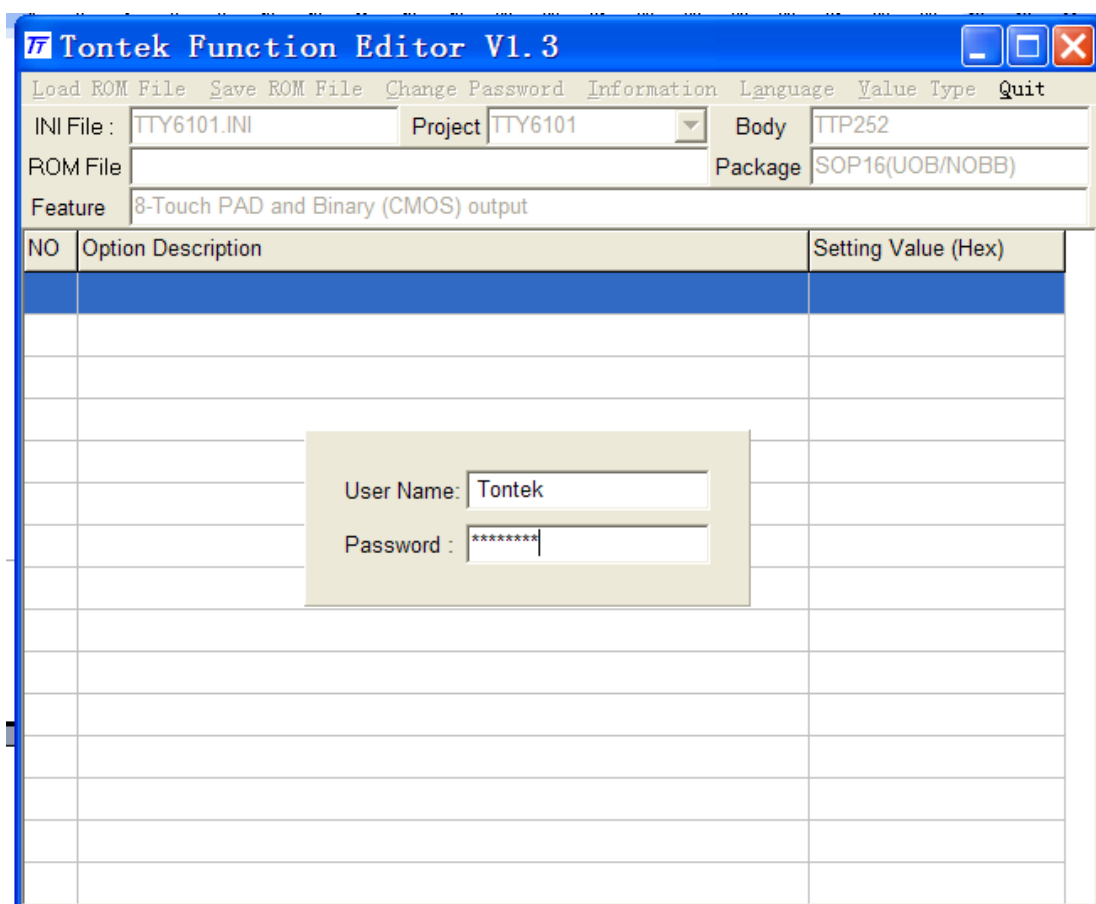 Tontek Function Editor V1.3
Load ROM File Save ROM File Change Password Information Language Value Type Quit
INI File : TTY6101.INI Project TTY6101 Body TTP252
ROM File Package SOP16(UOB/NOBB)
Feature 8-Touch PAD and Binary (CMOS) output
NO Option Description Setting Value (Hex)
User Name: Tontek
Password : ********